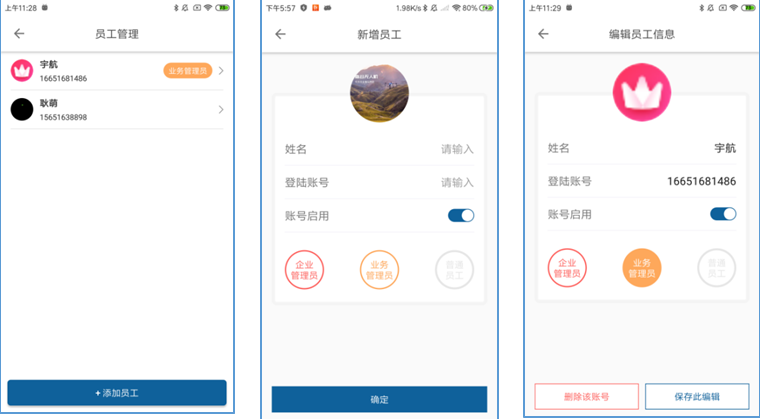 上午11:28
员工管理
宇航
16651681486
业务管理员
耿萌
15651638898
+ 添加员工
下午5:57
1.98K/s
80%
新增员工
姓名
请输入
登陆账号
请输入
账号启用
企业
管理员
业务
管理员
普通
员工
确定
上午11:29
编辑员工信息
姓名
宇航
登陆账号
16651681486
账号启用
企业
管理员
业务
管理员
普通
员工
删除该账号
保存此编辑